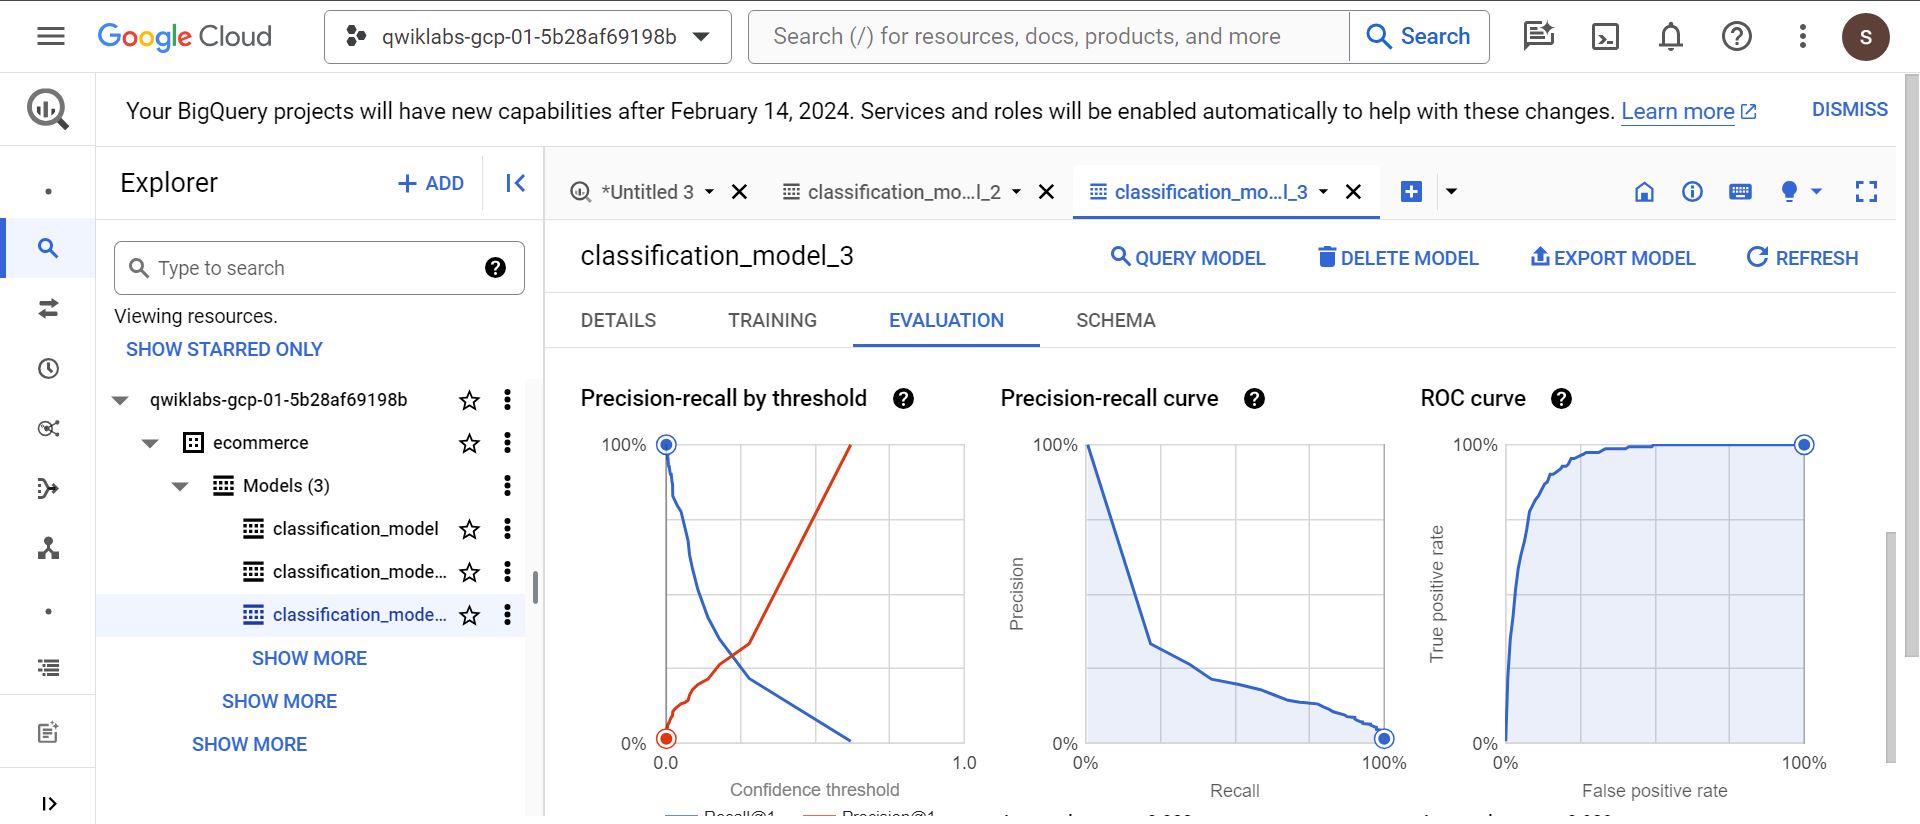 Google Cloud
qwiklabs-gcp-01-5b28af69198b
Search (/) for resources, docs, products, and more
Search
S
Your BigQuery projects will have new capabilities after February 14, 2024. Services and roles will be enabled automatically to help with these changes. Learn more
DISMISS
Explorer
+ ADD
Type to search
Viewing resources.
SHOW STARRED ONLY
qwiklabs-gcp-01-5b28af69198b
ecommerce
Models (3)
classification_model
classification_mode...
classification_mode...
SHOW MORE
SHOW MORE
SHOW MORE
*Untitled 3
classification_mo...l_2
classification_mo...l_3
classification_model_3
QUERY MODEL
DELETE MODEL
EXPORT MODEL
REFRESH
DETAILS
TRAINING
EVALUATION
SCHEMA
Precision-recall by threshold
100%
0%
0.0
1.0
Confidence threshold
Recall@1
Precision@1
Precision-recall curve
100%
Precision
0%
0%
100%
Recall
ROC curve
100%
True positive rate
0%
0%
100%
False positive rate